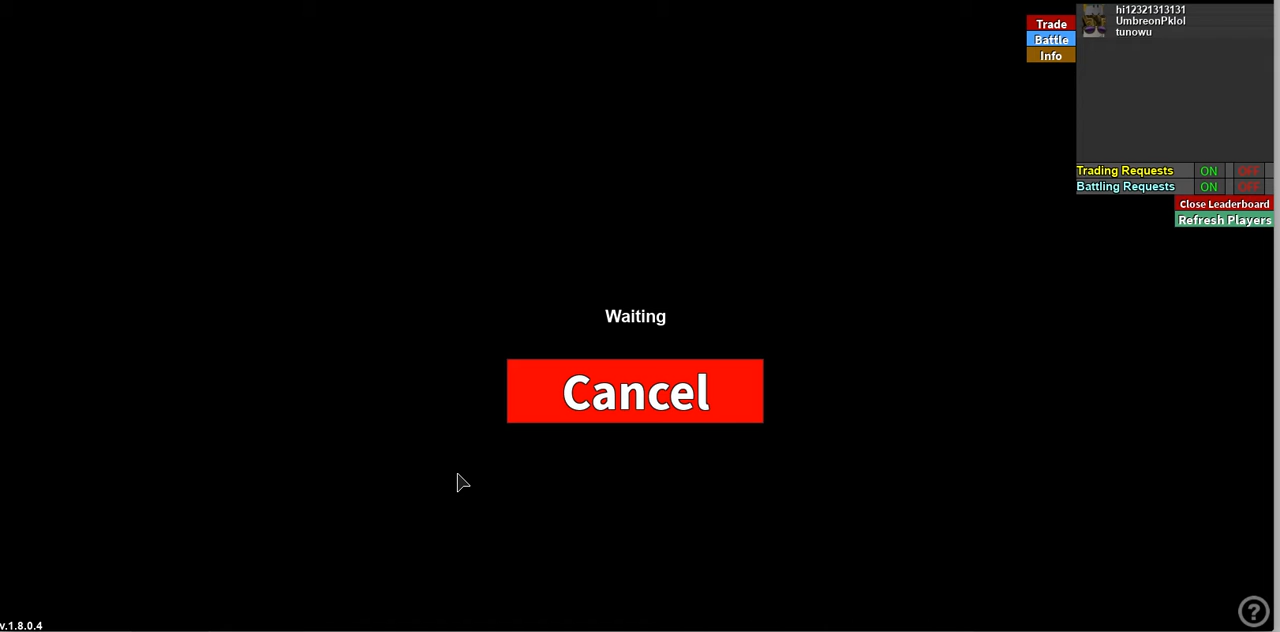 hi12321313131
UmbreonPklol
tunowu
Trade
Battle
Info
Trading Requests ON OFF
Battling Requests ON OFF
Close Leaderboard
Refresh Players
Waiting
Cancel
v.1.8.0.4
?